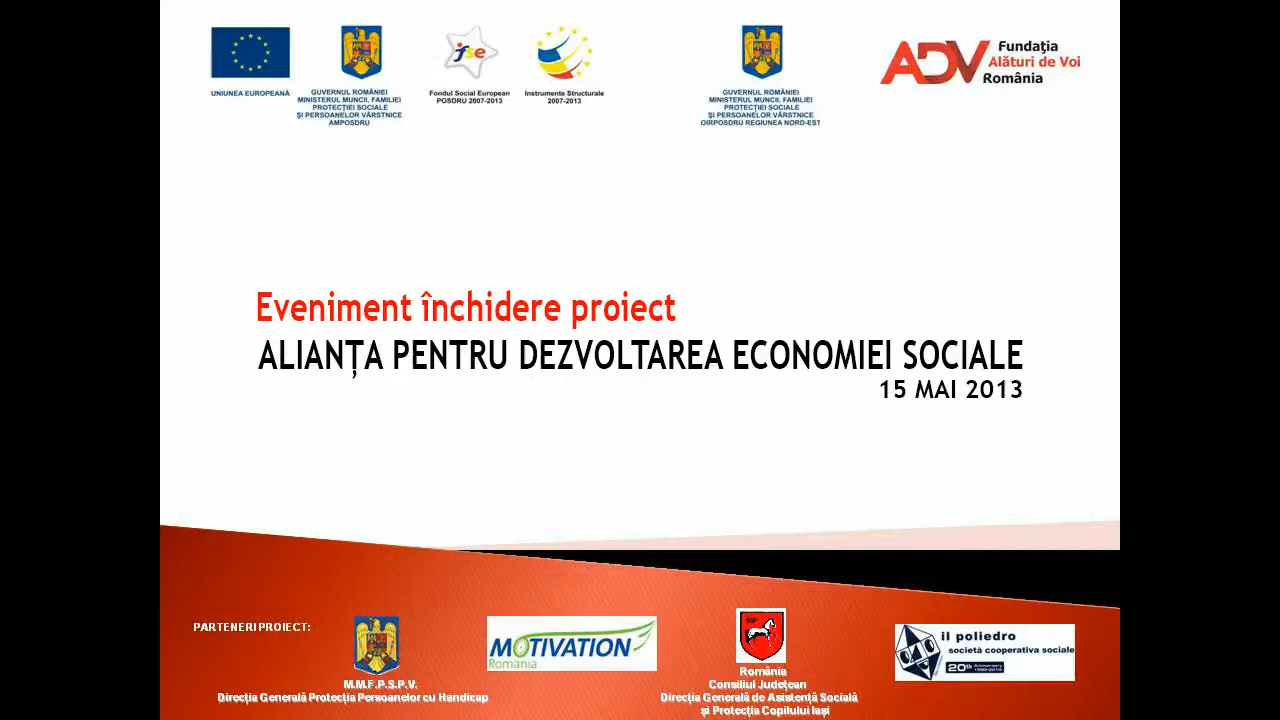 UNIUNEA EUROPEANĂ
GUVERNUL ROMÂNIEI
MINISTERUL MUNCII, FAMILIEI
PROTECȚIEI SOCIALE
ȘI PERSOANELOR VÂRSTNICE
AMPOSDRU
fse
Fondul Social European
POSDRU 2007-2013
Instrumente Structurale
2007-2013
GUVERNUL ROMÂNIEI
MINISTERUL MUNCII, FAMILIEI
PROTECȚIEI SOCIALE
ȘI PERSOANELOR VÂRSTNICE
OIRPOSDRU REGIUNEA NORD-EST
ADV
Fundaţia
Alături de Voi
România
Eveniment închidere proiect
ALIANȚA PENTRU DEZVOLTAREA ECONOMIEI SOCIALE
15 MAI 2013
PARTENERI PROIECT:
M.M.F.P.S.P.V.
Direcția Generală Protecția Persoanelor cu Handicap
MOTIVATION
Romania
România
Consiliul Județean
Direcția Generală de Asistență Socială
și Protecția Copilului Iași
il poliedro
società cooperativa sociale
20th Anniversary